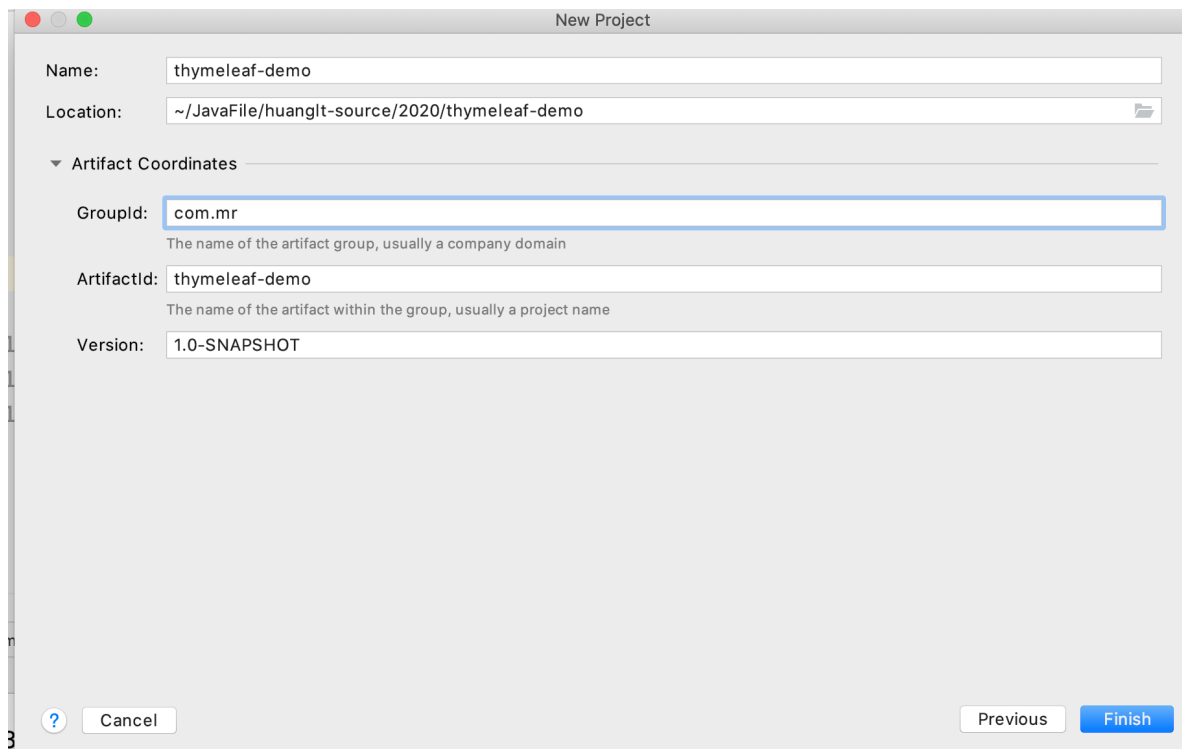 New Project
Name: thymeleaf-demo
Location: ~/JavaFile/huanglt-source/2020/thymeleaf-demo
Artifact Coordinates
GroupId: com.mr
The name of the artifact group, usually a company domain
ArtifactId: thymeleaf-demo
The name of the artifact within the group, usually a project name
Version: 1.0-SNAPSHOT
? Cancel Previous Finish